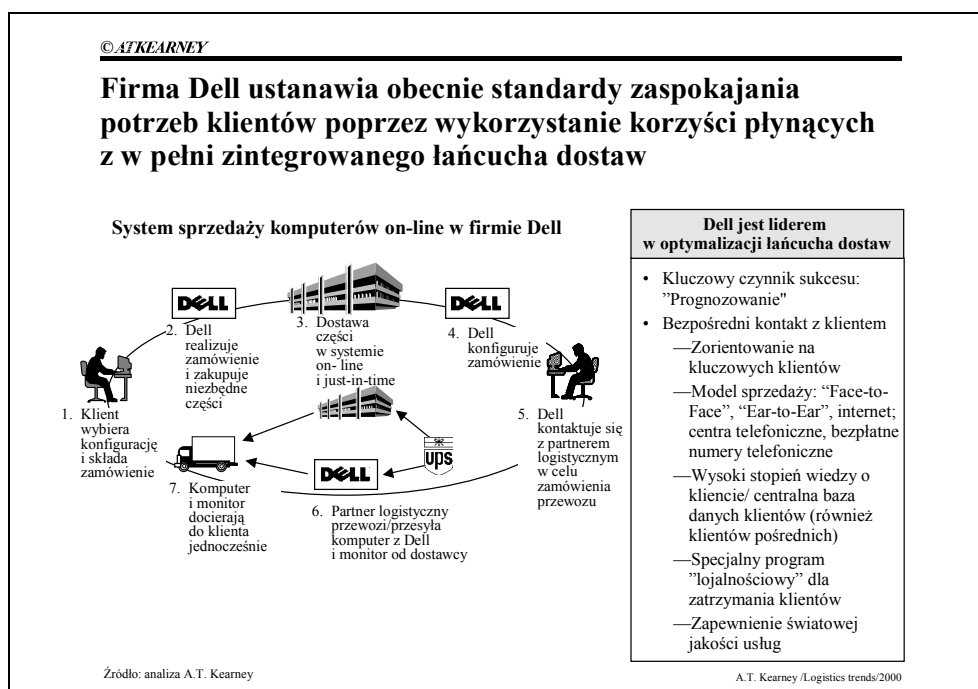 © ATKEARNEY
Firma Dell ustanawia obecnie standardy zaspokajania
potrzeb klientów poprzez wykorzystanie korzyści płynących
z w pełni zintegrowanego łańcucha dostaw
System sprzedaży komputerów on-line w firmie Dell
DELL
DELL
1. Klient
wybiera
konfigurację
i składa
zamówienie
2. Dell
realizuje
zamówienie
i zakupuje
niezbędne
części
3. Dostawa
części
w systemie
on- line
i just-in-time
4. Dell
konfiguruje
zamówienie
5. Dell
kontaktuje się
z partnerem
logistycznym
w celu
zamówienia
przewozu
ups
DELL
6. Partner logistyczny
przewozi/przesyła
komputer z Dell
i monitor od dostawcy
7. Komputer
i monitor
docierają
do klienta
jednocześnie
Dell jest liderem
w optymalizacji łańcucha dostaw
• Kluczowy czynnik sukcesu:
”Prognozowanie"
• Bezpośredni kontakt z klientem
—Zorientowanie na
kluczowych klientów
—Model sprzedaży: “Face-to-
Face”, “Ear-to-Ear”, internet;
centra telefoniczne, bezpłatne
numery telefoniczne
—Wysoki stopień wiedzy o
kliencie/ centralna baza
danych klientów (również
klientów pośrednich)
—Specjalny program
”lojalnościowy” dla
zatrzymania klientów
—Zapewnienie światowej
jakości usług
Źródło: analiza A.T. Kearney
A.T. Kearney /Logistics trends/2000